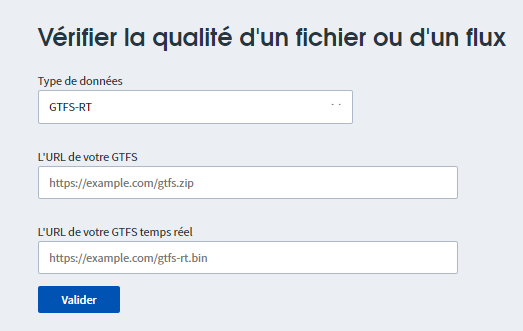 Vérifier la qualité d'un fichier ou d'un flux
Type de données
GTFS-RT
L'URL de votre GTFS
https://example.com/gtfs.zip
L'URL de votre GTFS temps réel
https://example.com/gtfs-rt.bin
Valider